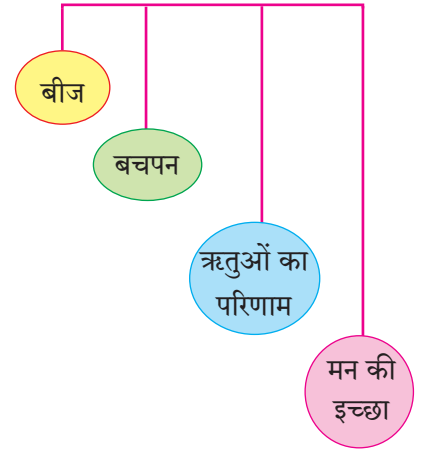 बीज
बचपन
ऋतुओं का
परिणाम
मन की
इच्छा